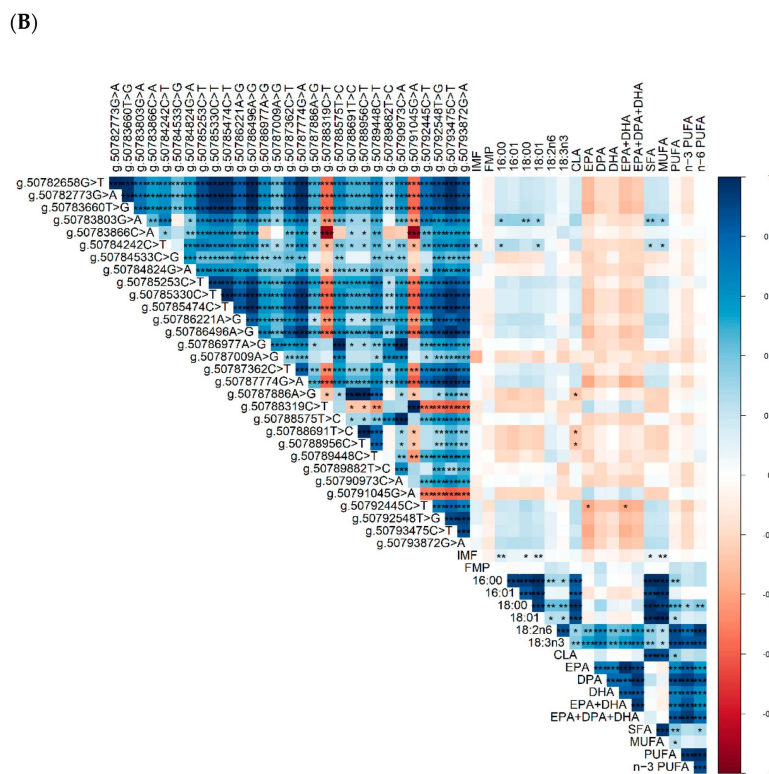 (B)
g.50782773G>A
g.50783660T>G
g.50783803G>A
g.50783866C>A
g.50784242C>T
g.50784533C>G
g.50784824G>A
g.50785253C>T
g.50785330C>T
g.50785474C>T
g.50786221A>G
g.50786496A>G
g.50786977A>G
g.50787009A>G
g.50787362C>T
g.50787774G>A
g.50787886A>G
g.50788319C>T
g.50788575T>C
g.50788691T>C
g.50788956C>T
g.50789448C>T
g.50789882T>C
g.50790973C>A
g.50791045G>A
g.50792445C>T
g.50792548T>G
g.50793475C>T
g.50793872G>A
IMF
FMP
16:00
16:01
18:00
18:01
18:2n6
18:3n3
CLA
EPA
DPA
DHA
EPA+DHA
EPA+DPA+DHA
SFA
MUFA
PUFA
n−3 PUFA
n−6 PUFA
g.50782658G>T
g.50782773G>A
g.50783660T>G
g.50783803G>A
g.50783866C>A
g.50784242C>T
g.50784533C>G
g.50784824G>A
g.50785253C>T
g.50785330C>T
g.50785474C>T
g.50786221A>G
g.50786496A>G
g.50786977A>G
g.50787009A>G
g.50787362C>T
g.50787774G>A
g.50787886A>G
g.50788319C>T
g.50788575T>C
g.50788691T>C
g.50788956C>T
g.50789448C>T
g.50789882T>C
g.50790973C>A
g.50791045G>A
g.50792445C>T
g.50792548T>G
g.50793475C>T
g.50793872G>A
IMF
FMP
16:00
16:01
18:00
18:01
18:2n6
18:3n3
CLA
EPA
DPA
DHA
EPA+DHA
EPA+DPA+DHA
SFA
MUFA
PUFA
n−3 PUFA